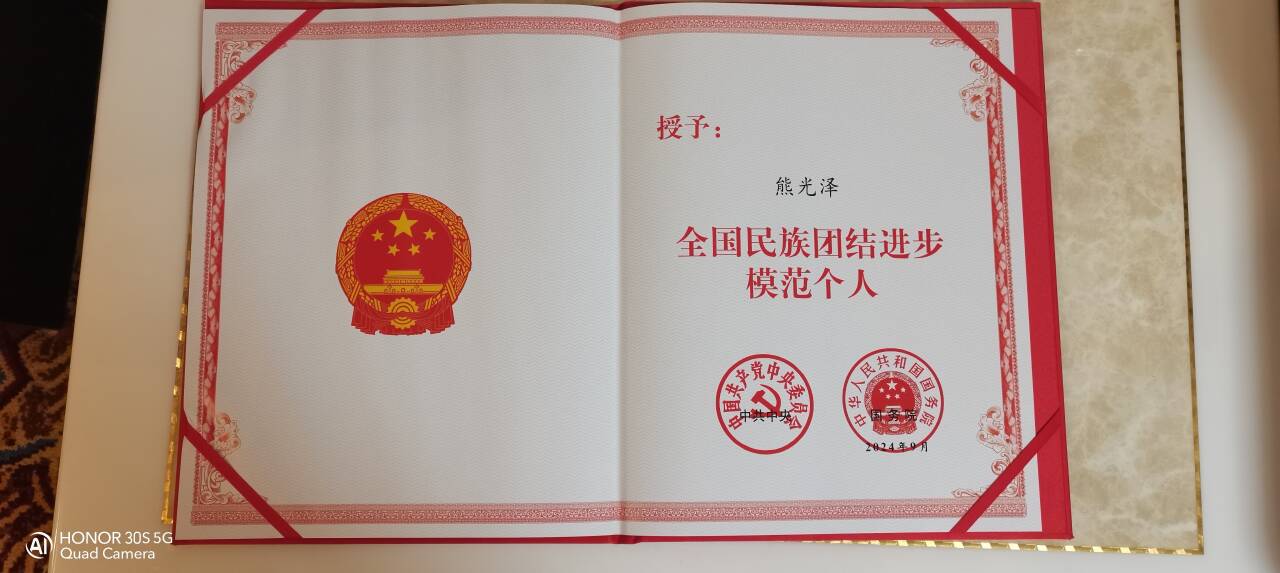 授予：
熊光泽
全国民族团结进步
模范个人
中国共产党中央委员会
中共中央
中华人民共和国国务院
国务院
2024年9月
HONOR 30S 5G
Quad Camera
AI